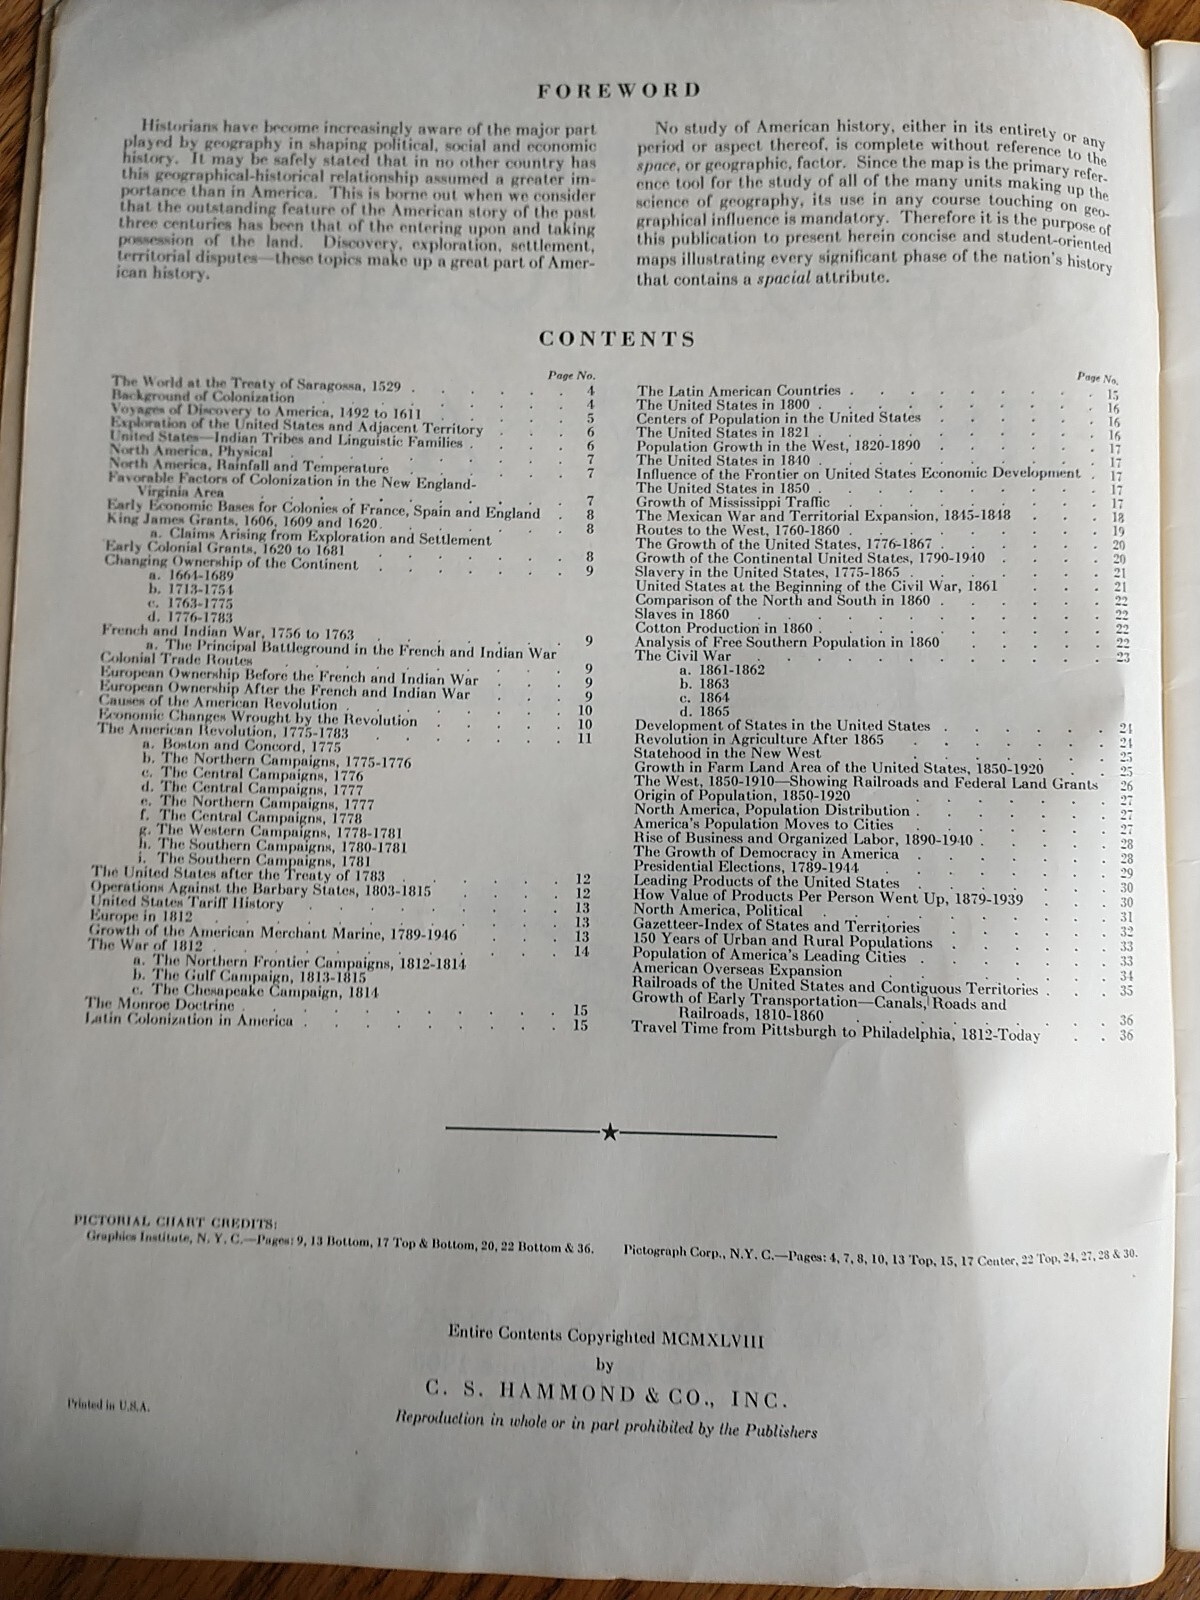 FOREWORD
Historians have become increasingly aware of the major part
played by geography in shaping political, social and economic
history. It may be safely stated that in no other country has
this geographical-historical relationship assumed a greater im-
portance than in America. This is borne out when we consider
that the outstanding feature of the American story of the past
three centuries has been that of the entering upon and taking
possession of the land. Discovery, exploration, settlement,
territorial disputes—these topics make up a great part of Amer-
ican history.
No study of American history, either in its entirety or any
period or aspect thereof, is complete without reference to the
space, or geographic, factor. Since the map is the primary refer-
ence tool for the study of all of the many units making up the
science of geography, its use in any course touching on geo-
graphical influence is mandatory. Therefore it is the purpose of
this publication to present herein concise and student-oriented
maps illustrating every significant phase of the nation's history
that contains a spacial attribute.
CONTENTS
Page No.
The World at the Treaty of Saragossa, 1529 . . . . . . 4
Background of Colonization . . . . . . 4
Voyages of Discovery to America, 1492 to 1611 . . . . . 5
Exploration of the United States and Adjacent Territory . . . 6
United States—Indian Tribes and Linguistic Families . . . . 6
North America, Physical . . . . . . 7
North America, Rainfall and Temperature . . . . . 7
Favorable Factors of Colonization in the New England-
Virginia Area . . . . . . 7
Early Economic Bases for Colonies of France, Spain and England . 8
King James Grants, 1606, 1609 and 1620 . . . . . 8
a. Claims Arising from Exploration and Settlement
Early Colonial Grants, 1620 to 1681 . . . . . . 8
Changing Ownership of the Continent . . . . . . 9
a. 1664-1689
b. 1713-1754
c. 1763-1775
d. 1776-1783
French and Indian War, 1756 to 1763 . . . . . 9
a. The Principal Battleground in the French and Indian War
Colonial Trade Routes . . . . . . 9
European Ownership Before the French and Indian War . . . 9
European Ownership After the French and Indian War . . . 9
Causes of the American Revolution . . . . . . 10
Economic Changes Wrought by the Revolution . . . . 10
The American Revolution, 1775-1783 . . . . . . 11
a. Boston and Concord, 1775
b. The Northern Campaigns, 1775-1776
c. The Central Campaigns, 1776
d. The Central Campaigns, 1777
e. The Northern Campaigns, 1777
f. The Central Campaigns, 1778
g. The Western Campaigns, 1778-1781
h. The Southern Campaigns, 1780-1781
i. The Southern Campaigns, 1781
The United States after the Treaty of 1783 . . . . . 12
Operations Against the Barbary States, 1803-1815 . . . . 12
United States Tariff History . . . . . . 13
Europe in 1812 . . . . . . 13
Growth of the American Merchant Marine, 1789-1946 . . . 13
The War of 1812 . . . . . . 14
a. The Northern Frontier Campaigns, 1812-1814
b. The Gulf Campaign, 1813-1815
c. The Chesapeake Campaign, 1814
The Monroe Doctrine . . . . . . 15
Latin Colonization in America . . . . . . 15
Page No.
The Latin American Countries . . . . . . 15
The United States in 1800 . . . . . . 16
Centers of Population in the United States . . . . . 16
The United States in 1821 . . . . . . 16
Population Growth in the West, 1820-1890 . . . . . 17
The United States in 1840 . . . . . . 17
Influence of the Frontier on United States Economic Development . 17
The United States in 1850 . . . . . . 17
Growth of Mississippi Traffic . . . . . . 17
The Mexican War and Territorial Expansion, 1845-1848 . . . 18
Routes to the West, 1760-1860 . . . . . . 19
The Growth of the United States, 1776-1867 . . . . . 20
Growth of the Continental United States, 1790-1940 . . . . 20
Slavery in the United States, 1775-1865 . . . . . 21
United States at the Beginning of the Civil War, 1861 . . . 21
Comparison of the North and South in 1860 . . . . . 22
Slaves in 1860 . . . . . . 22
Cotton Production in 1860 . . . . . . 22
Analysis of Free Southern Population in 1860 . . . . . 22
The Civil War . . . . . . 23
a. 1861-1862
b. 1863
c. 1864
d. 1865
Development of States in the United States . . . . . 24
Revolution in Agriculture After 1865 . . . . . . 24
Statehood in the New West . . . . . . 25
Growth in Farm Land Area of the United States, 1850-1920 . . 25
The West, 1850-1910—Showing Railroads and Federal Land Grants 26
Origin of Population, 1850-1920 . . . . . . 27
North America, Population Distribution . . . . . . 27
America's Population Moves to Cities . . . . . . 27
Rise of Business and Organized Labor, 1890-1940 . . . . 28
The Growth of Democracy in America . . . . . . 28
Presidential Elections, 1789-1944 . . . . . . 29
Leading Products of the United States . . . . . . 30
How Value of Products Per Person Went Up, 1879-1939 . . . 30
North America, Political . . . . . . 31
Gazetteer-Index of States and Territories . . . . . 32
150 Years of Urban and Rural Populations . . . . . 33
Population of America's Leading Cities . . . . . . 33
American Overseas Expansion . . . . . . 34
Railroads of the United States and Contiguous Territories . . . 35
Growth of Early Transportation—Canals, Roads and
Railroads, 1810-1860 . . . . . . 36
Travel Time from Pittsburgh to Philadelphia, 1812-Today . . 36
PICTORIAL CHART CREDITS:
Graphics Institute, N. Y. C.—Pages: 9, 13 Bottom, 17 Top & Bottom, 20, 22 Bottom & 36.
Pictograph Corp., N.Y. C.—Pages: 4, 7, 8, 10, 13 Top, 15, 17 Center, 22 Top, 24, 27, 28 & 30.
Entire Contents Copyrighted MCMXLVIII
by
C. S. HAMMOND & CO., INC.
Reproduction in whole or in part prohibited by the Publishers
Printed in U.S.A.